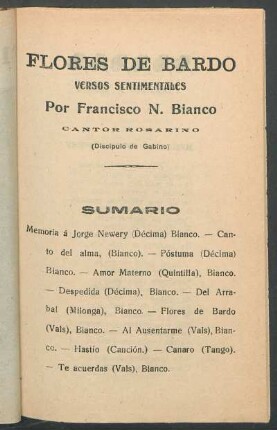 FLORES DE BARDO
VERSOS SENTIMENTALES
Por Francisco N. Bianco
CANTOR ROSARINO
(Discipulo de Gabino)
SUMARIO
Memoria á Jorge Newery (Décima) Bianco. — Can-
to del alma, (Bianco). — Póstuma (Décima)
Bianco. — Amor Materno (Quintilla), Bianco.
— Despedida (Décima), Bianco. — Del Arra-
bal (Milonga), Bianco. — Flores de Bardo
(Vals), Bianco. — Al Ausentarme (Vals), Bian-
co. — Hastío (Canción.) — Canaro (Tango).
— Te acuerdas (Vals), Bianco.